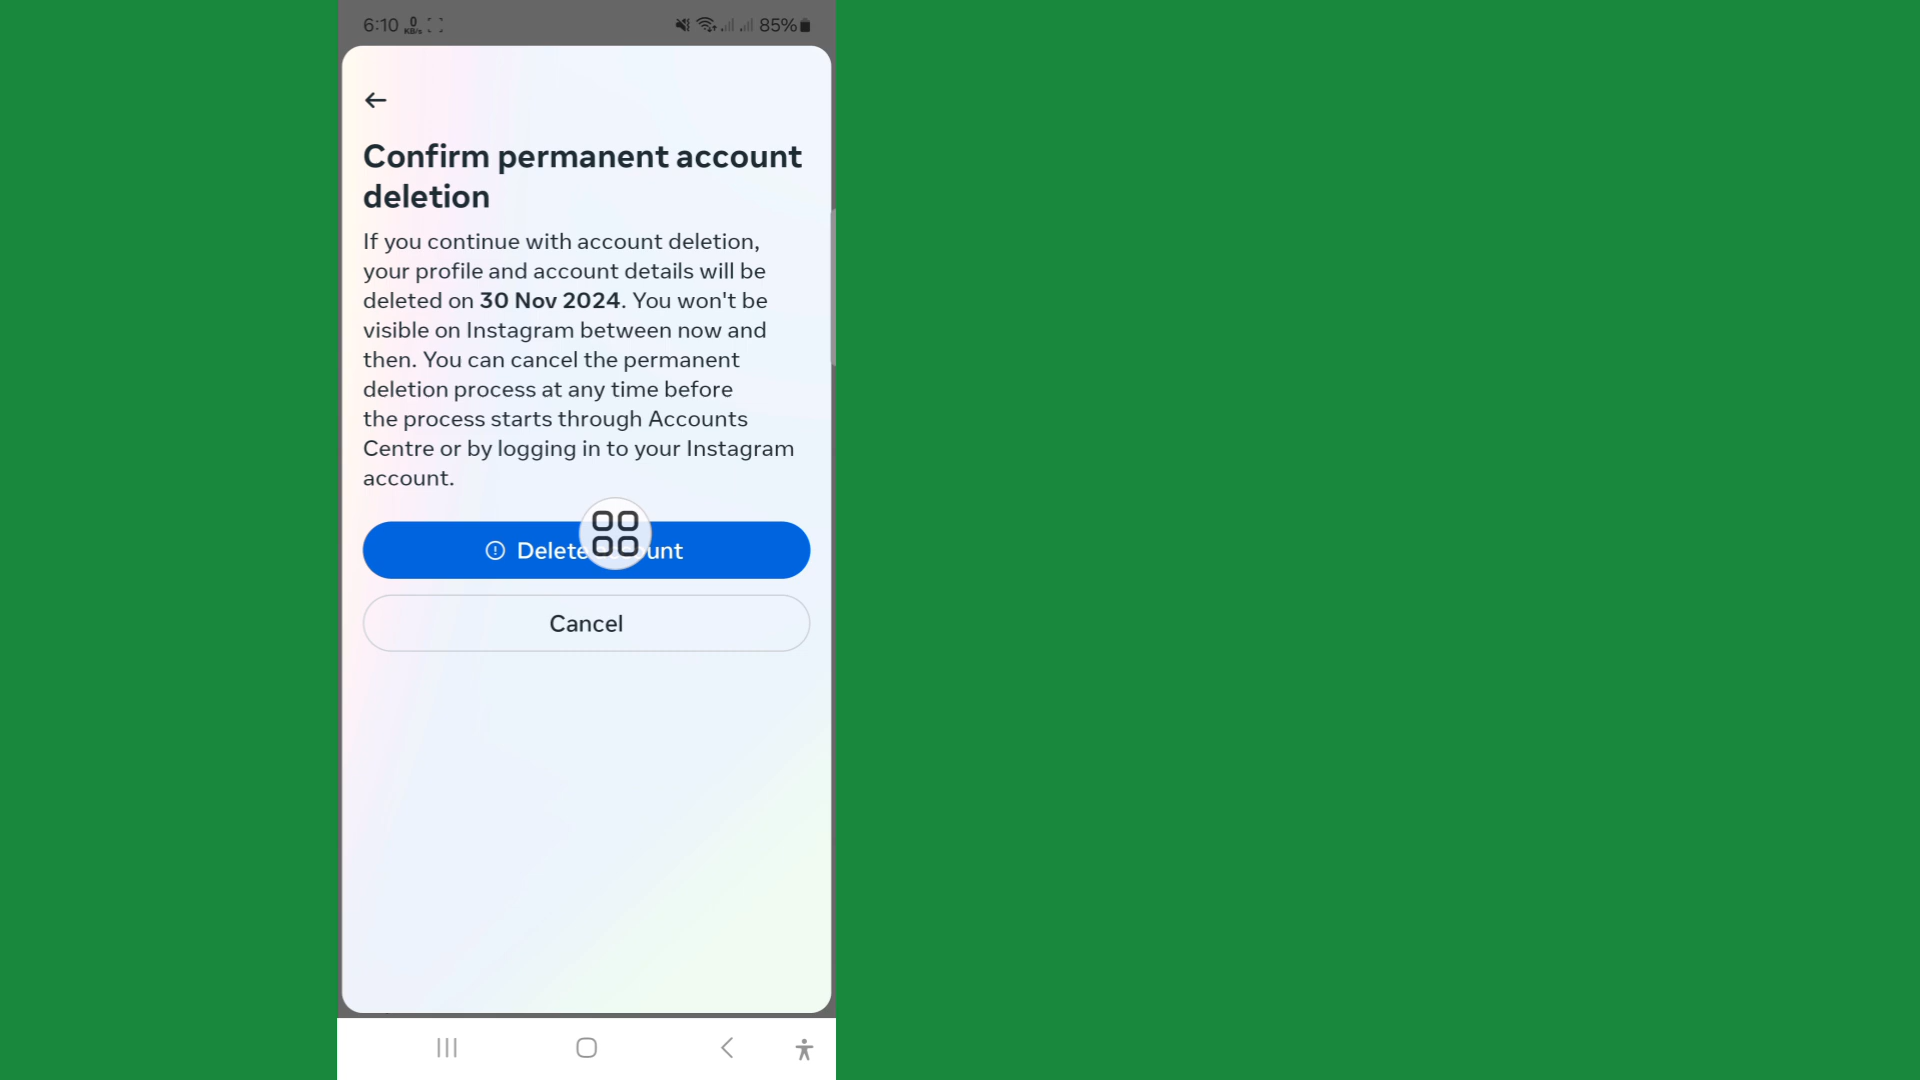 6:10 0 KB/s 85%
Confirm permanent account
deletion
If you continue with account deletion,
your profile and account details will be
deleted on 30 Nov 2024. You won't be
visible on Instagram between now and
then. You can cancel the permanent
deletion process at any time before
the process starts through Accounts
Centre or by logging in to your Instagram
account.
Delete unt
Cancel